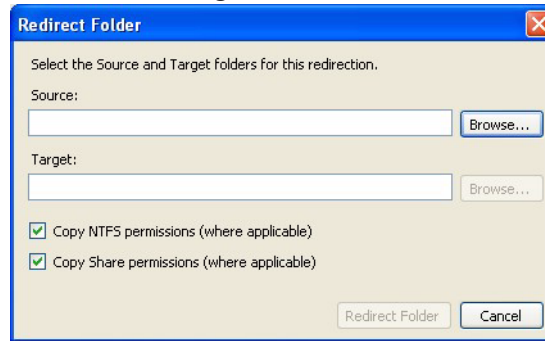 Redirect Folder
Select the Source and Target folders for this redirection.
Source:
Browse...
Target:
Browse...
Copy NTFS permissions (where applicable)
Copy Share permissions (where applicable)
Redirect Folder Cancel